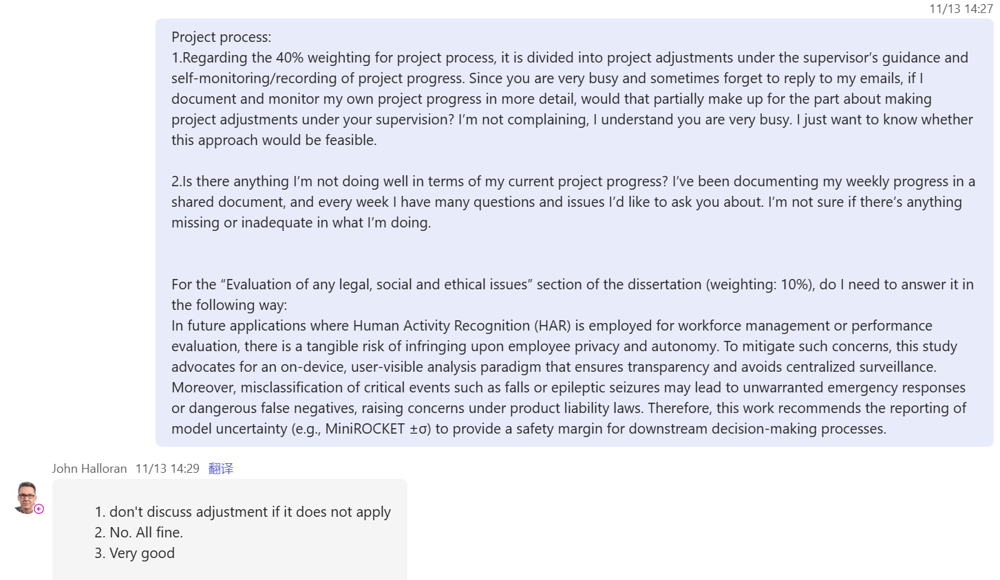 11/13 14:27
Project process:
1.Regarding the 40% weighting for project process, it is divided into project adjustments under the supervisor’s guidance and
self-monitoring/recording of project progress. Since you are very busy and sometimes forget to reply to my emails, if I
document and monitor my own project progress in more detail, would that partially make up for the part about making
project adjustments under your supervision? I’m not complaining, I understand you are very busy. I just want to know whether
this approach would be feasible.
2.Is there anything I’m not doing well in terms of my current project progress? I’ve been documenting my weekly progress in a
shared document, and every week I have many questions and issues I’d like to ask you about. I’m not sure if there’s anything
missing or inadequate in what I’m doing.
For the “Evaluation of any legal, social and ethical issues” section of the dissertation (weighting: 10%), do I need to answer it in
the following way:
In future applications where Human Activity Recognition (HAR) is employed for workforce management or performance
evaluation, there is a tangible risk of infringing upon employee privacy and autonomy. To mitigate such concerns, this study
advocates for an on-device, user-visible analysis paradigm that ensures transparency and avoids centralized surveillance.
Moreover, misclassification of critical events such as falls or epileptic seizures may lead to unwarranted emergency responses
or dangerous false negatives, raising concerns under product liability laws. Therefore, this work recommends the reporting of
model uncertainty (e.g., MiniROCKET ±σ) to provide a safety margin for downstream decision-making processes.
John Halloran 11/13 14:29 翻译
1. don't discuss adjustment if it does not apply
2. No. All fine.
3. Very good